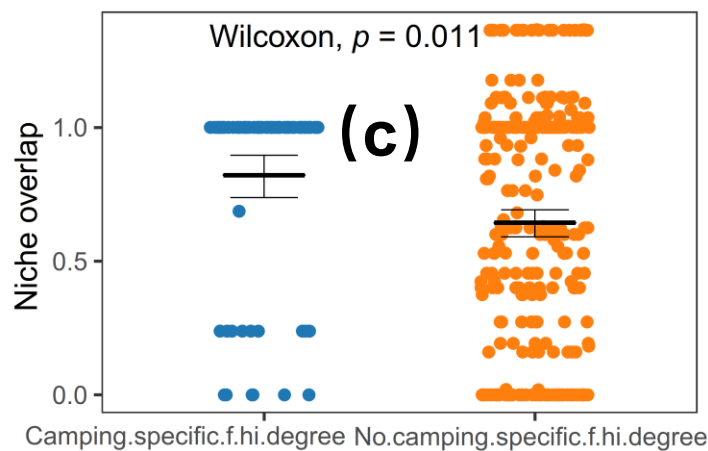 Wilcoxon, p = 0.011
(c)
Niche overlap
1.0
0.5
0.0
Camping.specific.f.hi.degree No.camping.specific.f.hi.degree